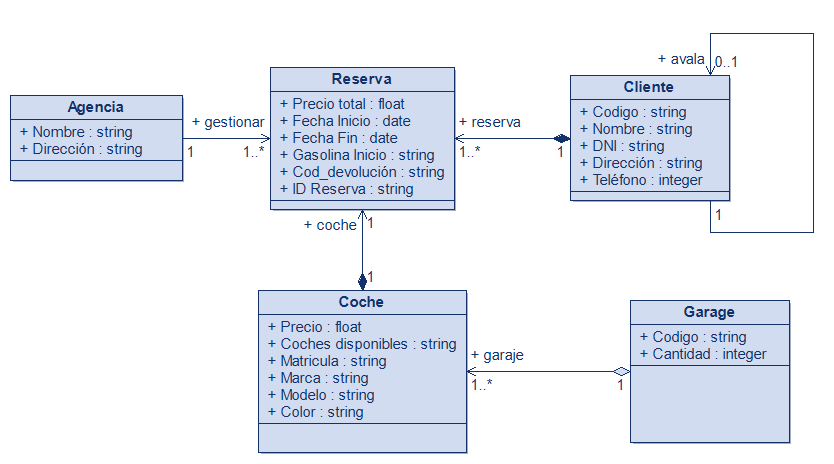 Agencia
+ Nombre : string
+ Dirección : string
+ gestionar
1
1..*
Reserva
+ Precio total : float
+ Fecha Inicio : date
+ Fecha Fin : date
+ Gasolina Inicio : string
+ Cod_devolución : string
+ ID Reserva : string
+ reserva
1..*
1
Cliente
+ Codigo : string
+ Nombre : string
+ DNI : string
+ Dirección : string
+ Teléfono : integer
+ avala
0..1
1
+ coche
1
1
Coche
+ Precio : float
+ Coches disponibles : string
+ Matricula : string
+ Marca : string
+ Modelo : string
+ Color : string
+ garaje
1..*
1
Garage
+ Codigo : string
+ Cantidad : integer